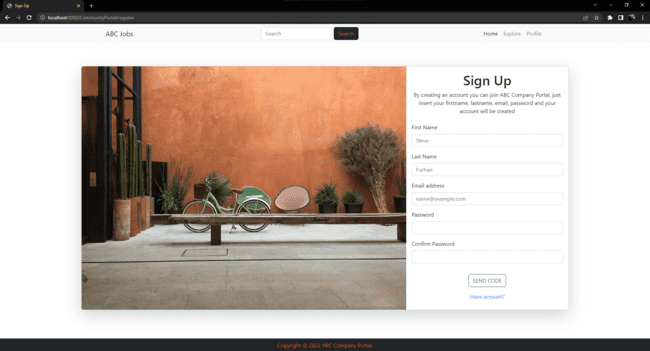 Sign Up
localhost:8080/CommunityPortal/register
ABC Jobs
Search
Search
Home Explore Profile
Sign Up
By creating an account you can join ABC Company Portal, just
insert your firstname, lastname, email, password and your
account will be created
First Name
Steve
Last Name
Furhan
Email address
name@example.com
Password
Confirm Password
SEND CODE
Have account?
Copyright © 2022 ABC Company Portal.